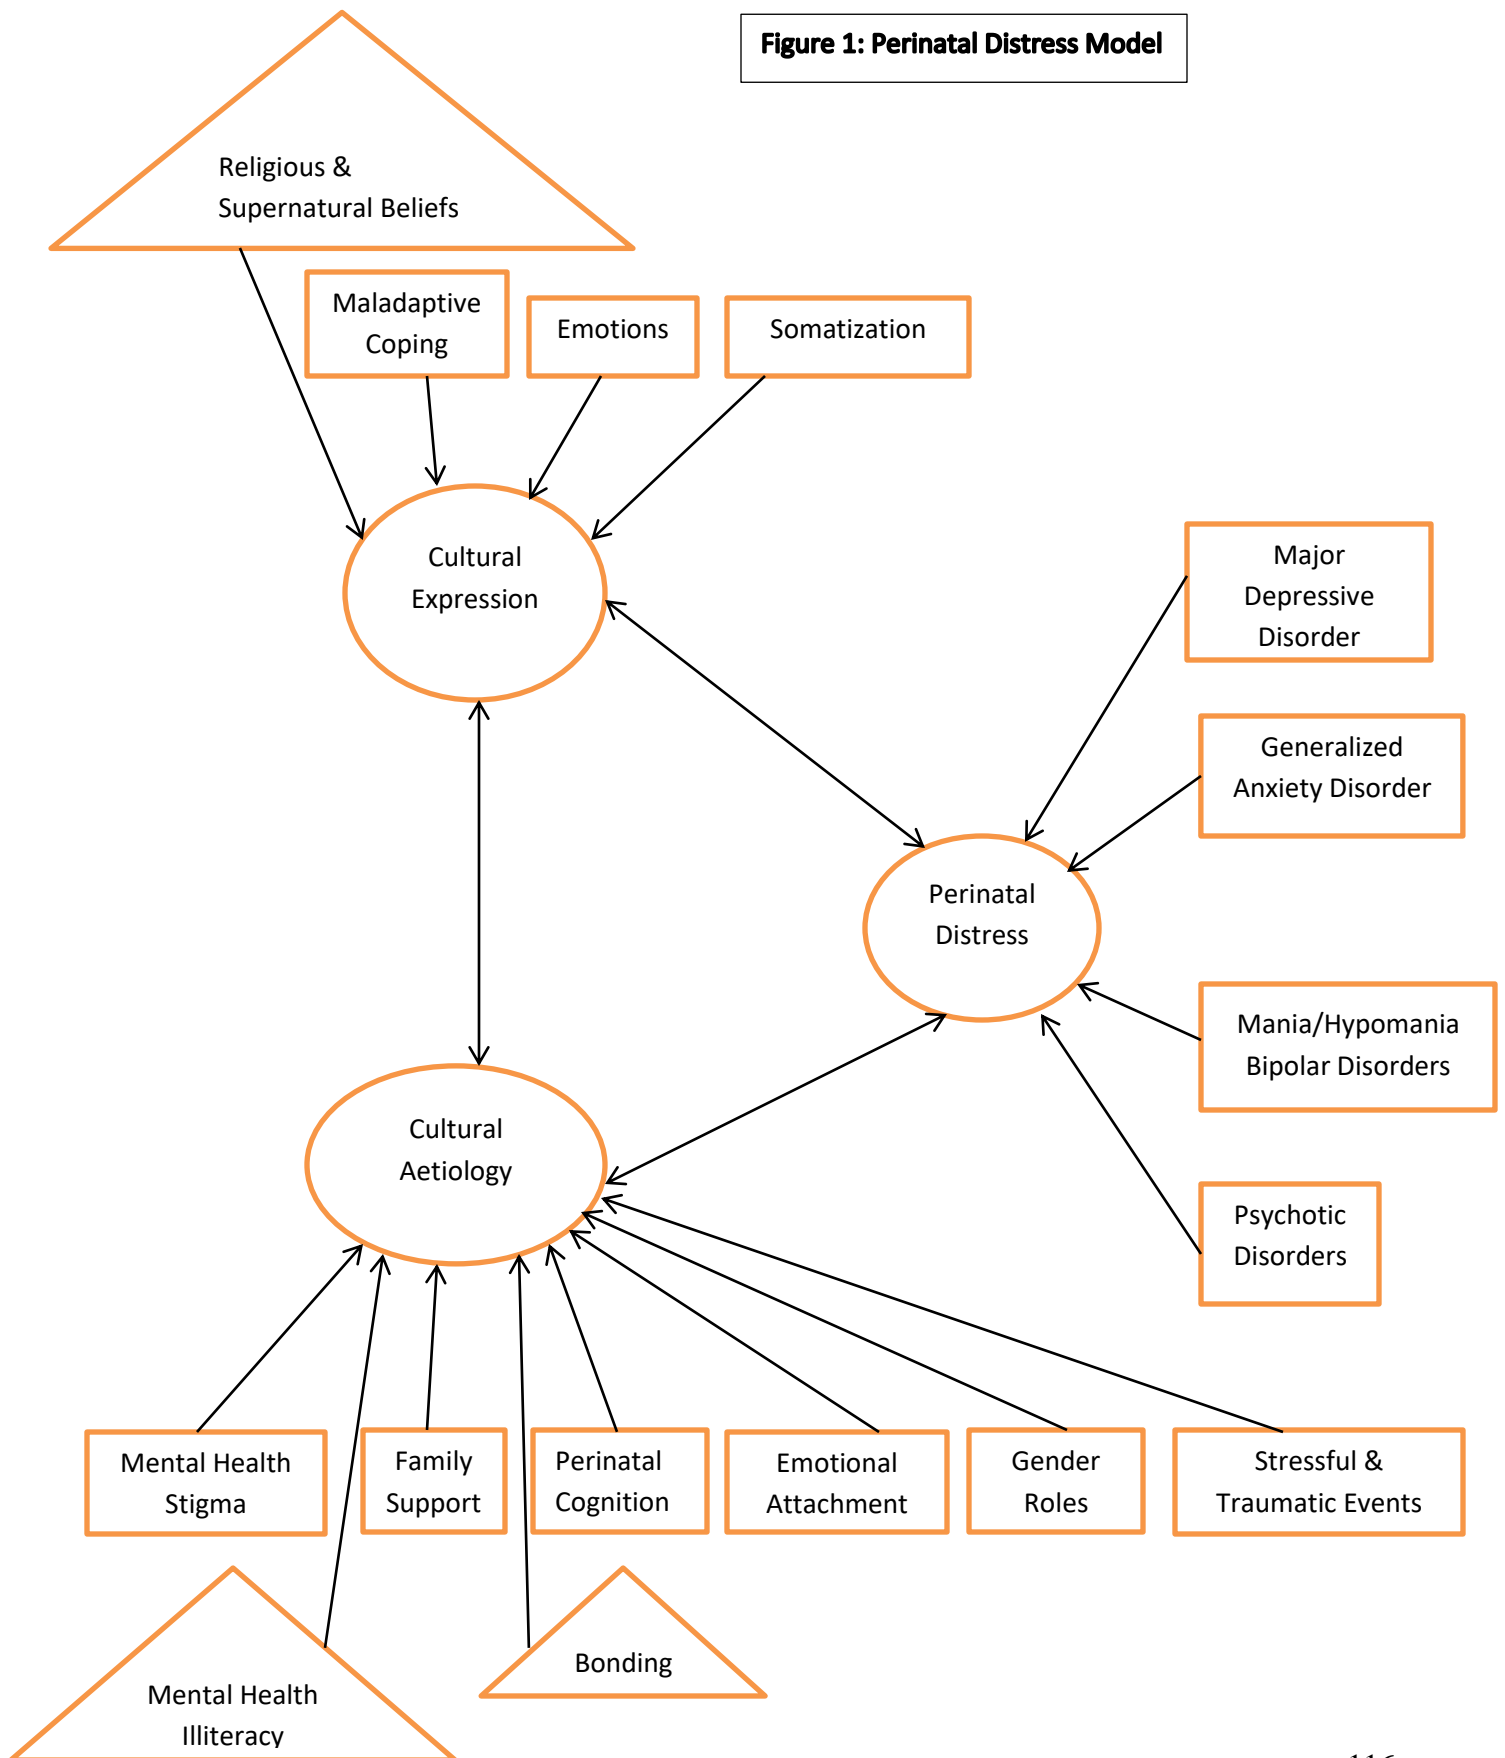 Figure 1: Perinatal Distress Model
Religious &
Supernatural Beliefs
Maladaptive
Coping
Emotions
Somatization
Cultural
Expression
Major
Depressive
Disorder
Generalized
Anxiety Disorder
Perinatal
Distress
Mania/Hypomania
Bipolar Disorders
Cultural
Aetiology
Psychotic
Disorders
Mental Health
Stigma
Family
Support
Perinatal
Cognition
Emotional
Attachment
Gender
Roles
Stressful &
Traumatic Events
Bonding
Mental Health
Illiteracy